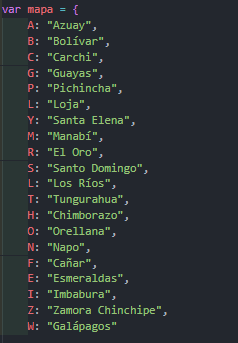 var mapa = {
A: "Azuay",
B: "Bolívar",
C: "Carchi",
G: "Guayas",
P: "Pichincha",
L: "Loja",
Y: "Santa Elena",
M: "Manabí",
R: "El Oro",
S: "Santo Domingo",
L: "Los Ríos",
T: "Tungurahua",
H: "Chimborazo",
O: "Orellana",
N: "Napo",
F: "Cañar",
E: "Esmeraldas",
I: "Imbabura",
Z: "Zamora Chinchipe",
W: "Galápagos"